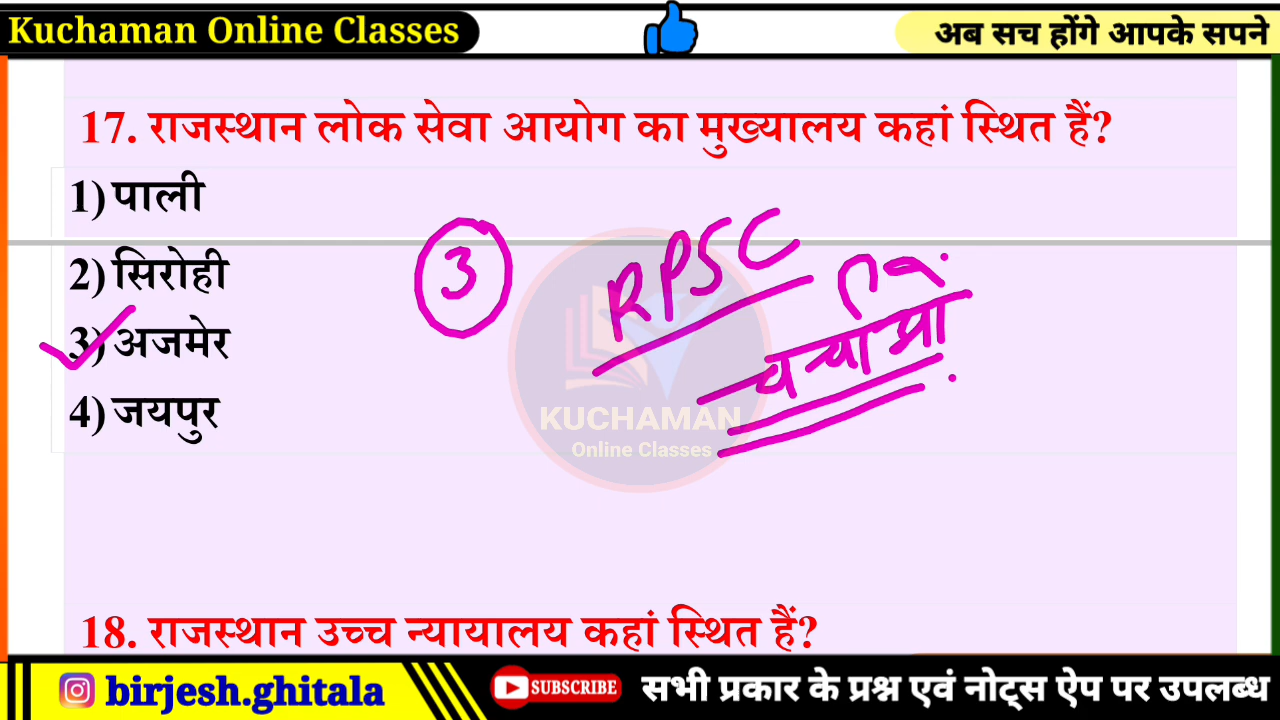 Kuchaman Online Classes
अब सच होंगे आपके सपने
17. राजस्थान लोक सेवा आयोग का मुख्यालय कहां स्थित हैं?
1) पाली
2) सिरोही
3) अजमेर
4) जयपुर
3
RPSC
KUCHAMAN
Online Classes
18. राजस्थान उच्च न्यायालय कहां स्थित हैं?
birjesh.ghitala
SUBSCRIBE
सभी प्रकार के प्रश्न एवं नोट्स ऐप पर उपलब्ध